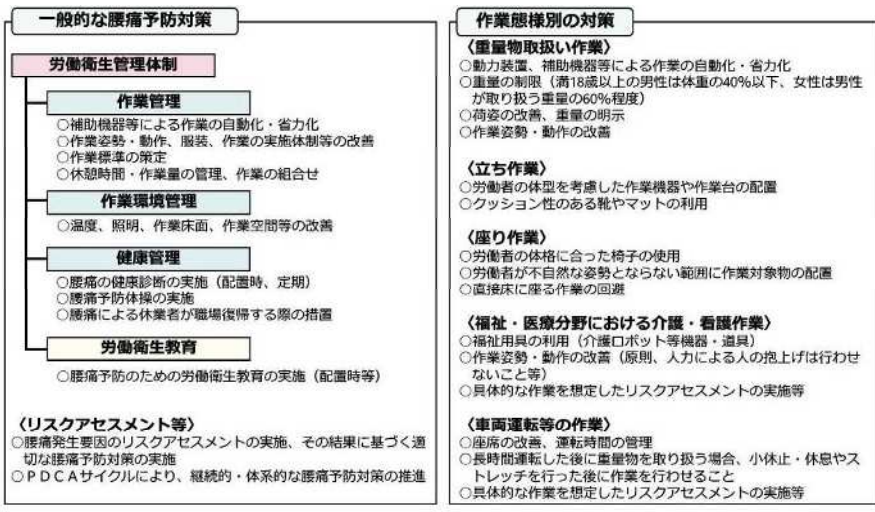 一般的な腰痛予防対策
労働衛生管理体制
作業管理
○補助機器等による作業の自動化・省力化
○作業姿勢・動作、服装、作業の実施体制等の改善
○作業標準の策定
○休憩時間・作業量の管理、作業の組合せ
作業環境管理
○温度、照明、作業床面、作業空間等の改善
健康管理
○腰痛の健康診断の実施（配置時、定期）
○腰痛予防体操の実施
○腰痛による休業者が職場復帰する際の措置
労働衛生教育
○腰痛予防のための労働衛生教育の実施（配置時等）
〈リスクアセスメント等〉
○腰痛発生要因のリスクアセスメントの実施、その結果に基づく適
切な腰痛予防対策の実施
○ＰＤＣＡサイクルにより、継続的・体系的な腰痛予防対策の推進
作業態様別の対策
〈重量物取扱い作業〉
○動力装置、補助機器等による作業の自動化・省力化
○重量の制限（満18歳以上の男性は体重の40％以下、女性は男性
が取り扱う重量の60％程度）
○荷姿の改善、重量の明示
○作業姿勢・動作の改善
〈立ち作業〉
○労働者の体型を考慮した作業機器や作業台の配置
○クッション性のある靴やマットの利用
〈座り作業〉
○労働者の体格に合った椅子の使用
○労働者が不自然な姿勢とならない範囲に作業対象物の配置
○直接床に座る作業の回避
〈福祉・医療分野における介護・看護作業〉
○福祉用具の利用（介護ロボット等機器・道具）
○作業姿勢・動作の改善（原則、人力による人の抱上げは行わせ
ないこと等）
○具体的な作業を想定したリスクアセスメントの実施等
〈車両運転等の作業〉
○座席の改善、運転時間の管理
○長時間運転した後に重量物を取り扱う場合、小休止・休息やス
トレッチを行った後に作業を行わせること
○具体的な作業を想定したリスクアセスメントの実施等